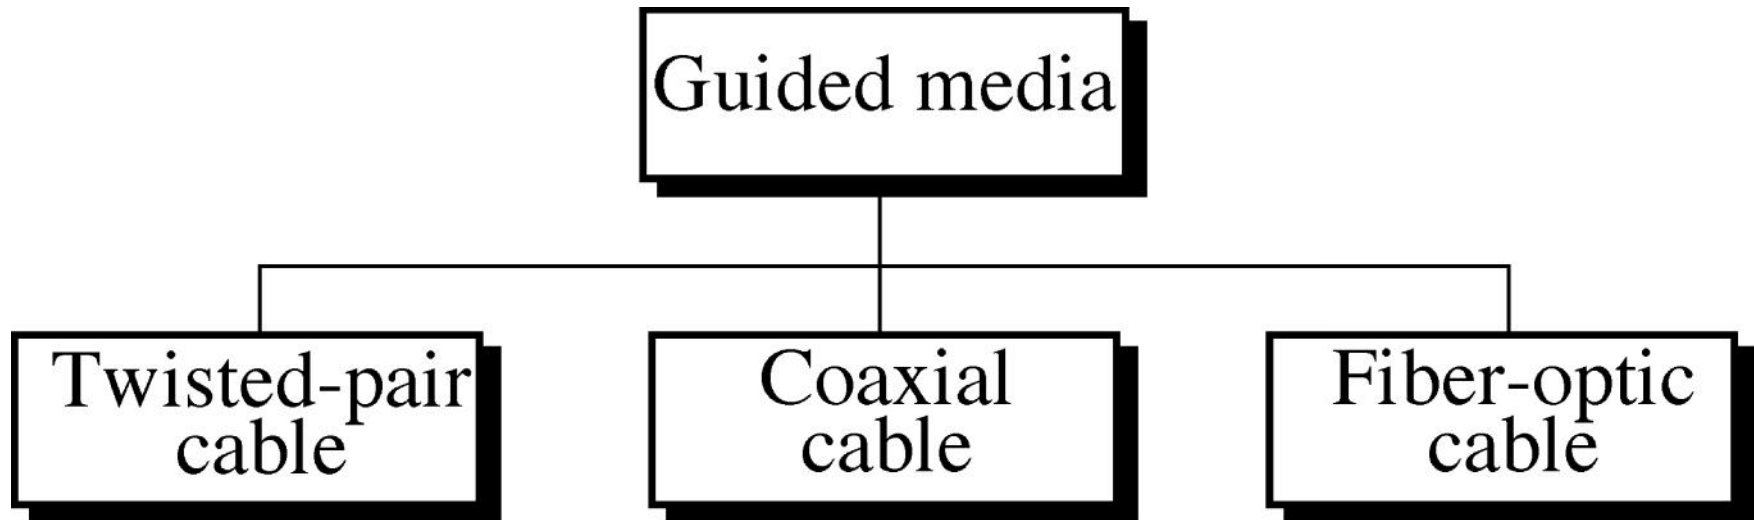 Guided media
Twisted-pair
cable
Coaxial
cable
Fiber-optic
cable